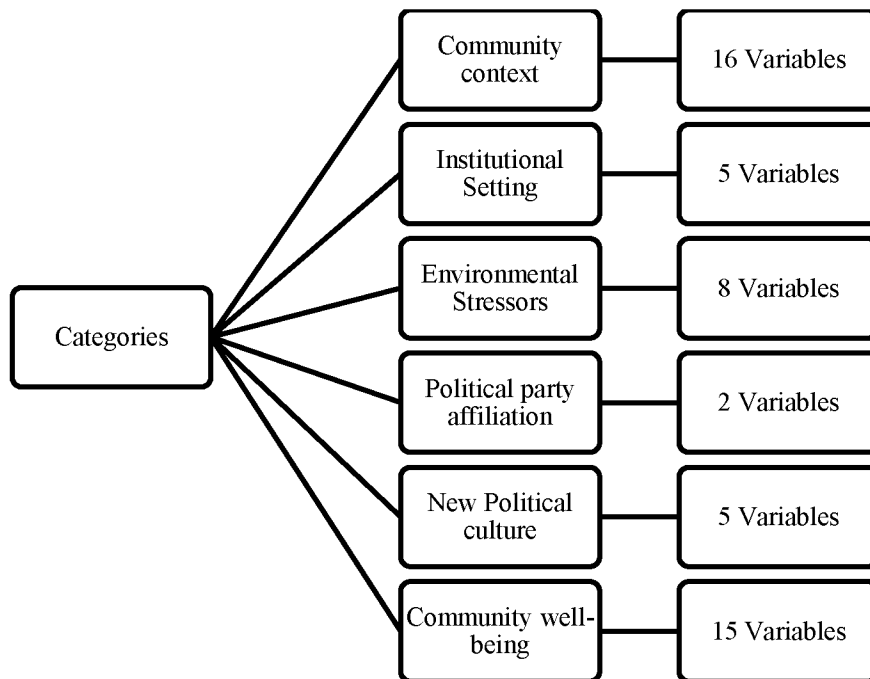 Community
context
16 Variables
Institutional
Setting
5 Variables
Environmental
Stressors
8 Variables
Categories
Political party
affiliation
2 Variables
New Political
culture
5 Variables
Community well-
being
15 Variables